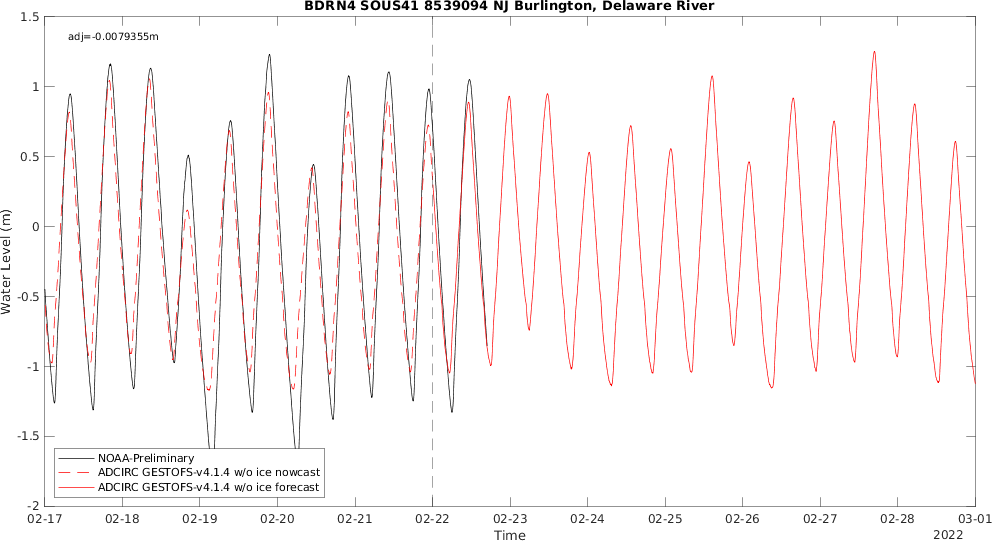 BDRN4 SOUS41 8539094 NJ Burlington, Delaware River
adj=-0.0079355m
1.5
1
0.5
0
-0.5
-1
-1.5
-2
Water Level (m)
NOAA-Preliminary
ADCIRC GESTOFS-v4.1.4 w/o ice nowcast
ADCIRC GESTOFS-v4.1.4 w/o ice forecast
02-17 02-18 02-19 02-20 02-21 02-22 02-23 02-24 02-25 02-26 02-27 02-28 03-01
Time
2022